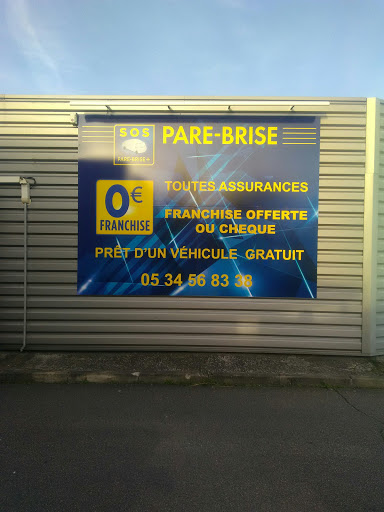 SOS
PARE-BRISE+
PARE-BRISE
0€
FRANCHISE
TOUTES ASSURANCES
FRANCHISE OFFERTE
OU CHEQUE
PRÊT D'UN VÉHICULE GRATUIT
05 34 56 83 38